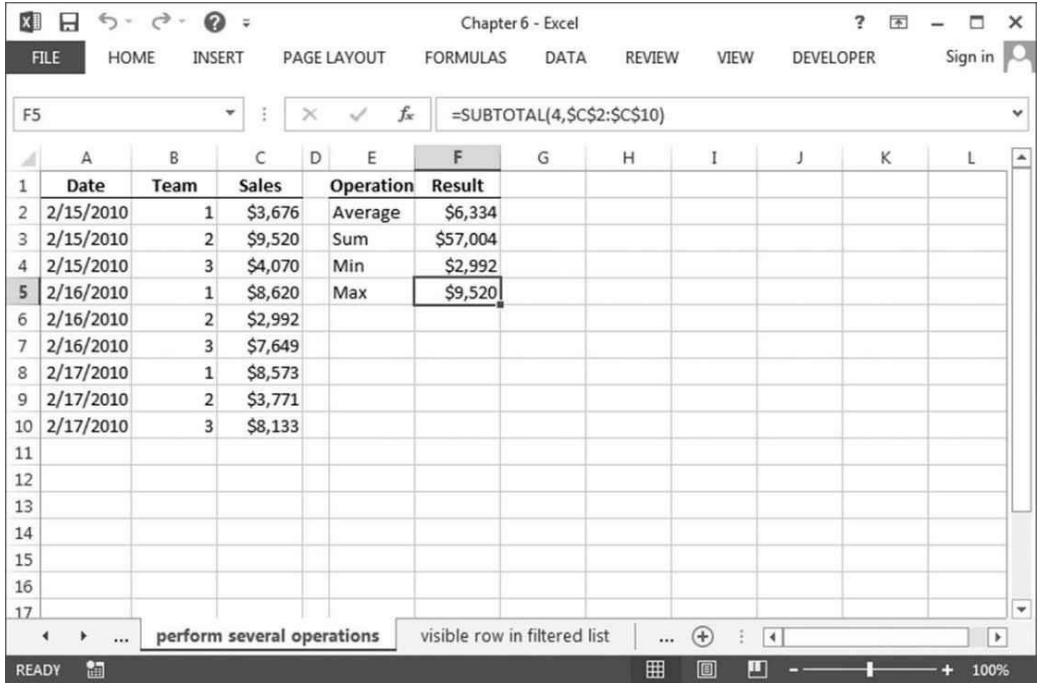 Chapter 6 - Excel
FILE HOME INSERT PAGE LAYOUT FORMULAS DATA REVIEW VIEW DEVELOPER Sign in
F5 fx =SUBTOTAL(4,$C$2:$C$10)
A B C D E F G H I J K L
1 Date Team Sales Operation Result
2 2/15/2010 1 $3,676 Average $6,334
3 2/15/2010 2 $9,520 Sum $57,004
4 2/15/2010 3 $4,070 Min $2,992
5 2/16/2010 1 $8,620 Max $9,520
6 2/16/2010 2 $2,992
7 2/16/2010 3 $7,649
8 2/17/2010 1 $8,573
9 2/17/2010 2 $3,771
10 2/17/2010 3 $8,133
11
12
13
14
15
16
17
... perform several operations visible row in filtered list ...
READY 100%